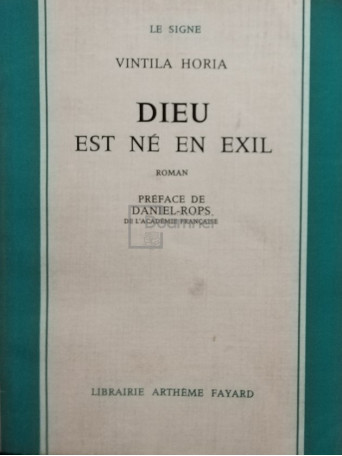 LE SIGNE
VINTILA HORIA
DIEU
EST NÉ EN EXIL
ROMAN
PRÉFACE DE
DANIEL-ROPS
DE L'ACADÉMIE FRANÇAISE
LIBRAIRIE ARTHÈME FAYARD